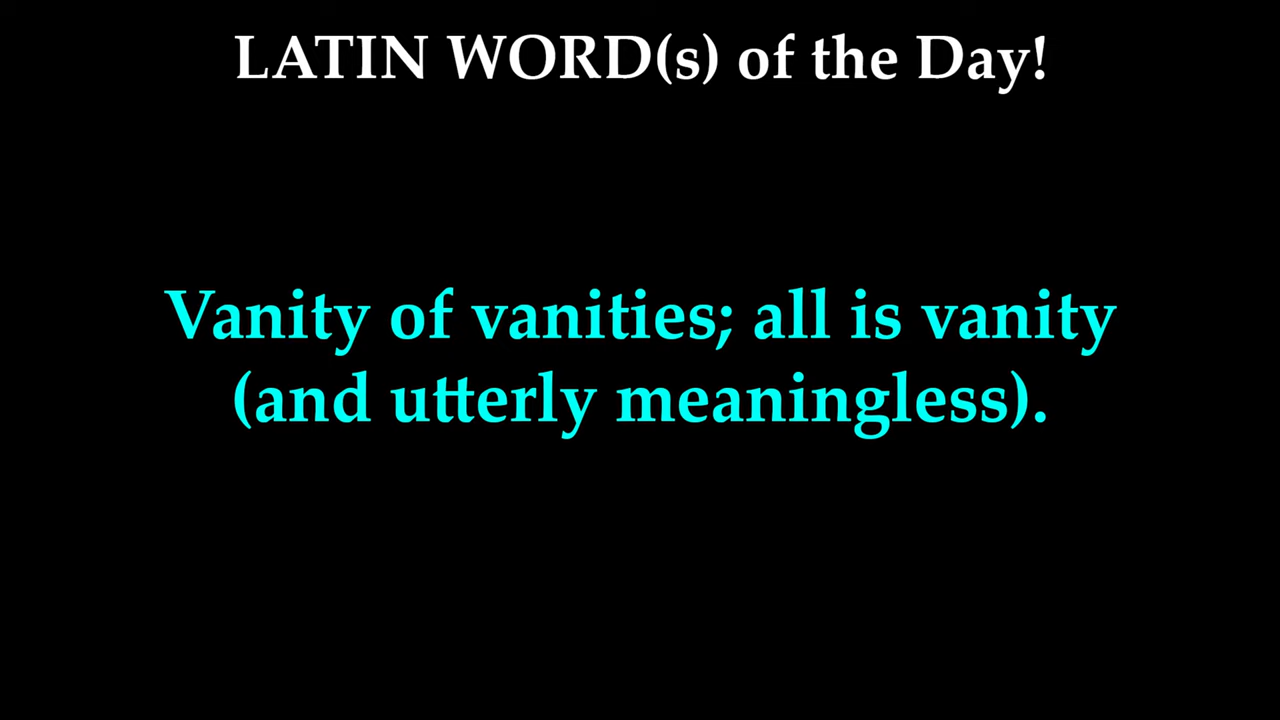 LATIN WORD(s) of the Day!
Vanity of vanities; all is vanity
(and utterly meaningless).